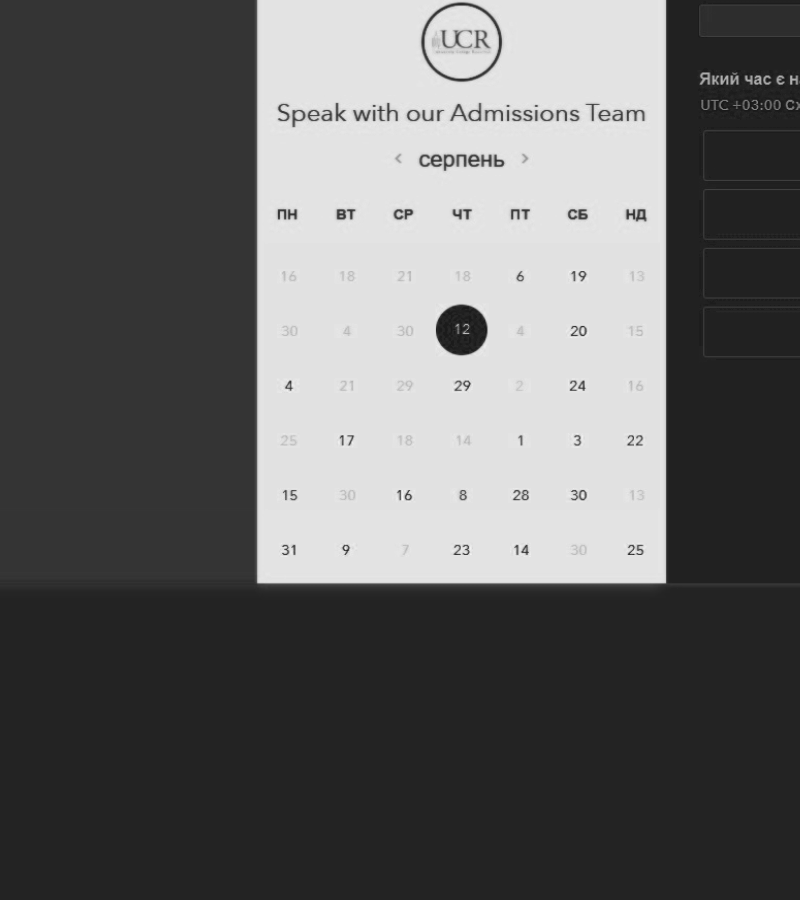 UCR
Speak with our Admissions Team
< серпень >
ПН ВТ СР ЧТ ПТ СБ НД
16 18 21 18 6 19 13
30 4 30 12 4 20 15
4 21 29 29 2 24 16
25 17 18 14 1 3 22
15 30 16 8 28 30 13
31 9 7 23 14 30 25
Який час є н
UTC +03:00 Сх